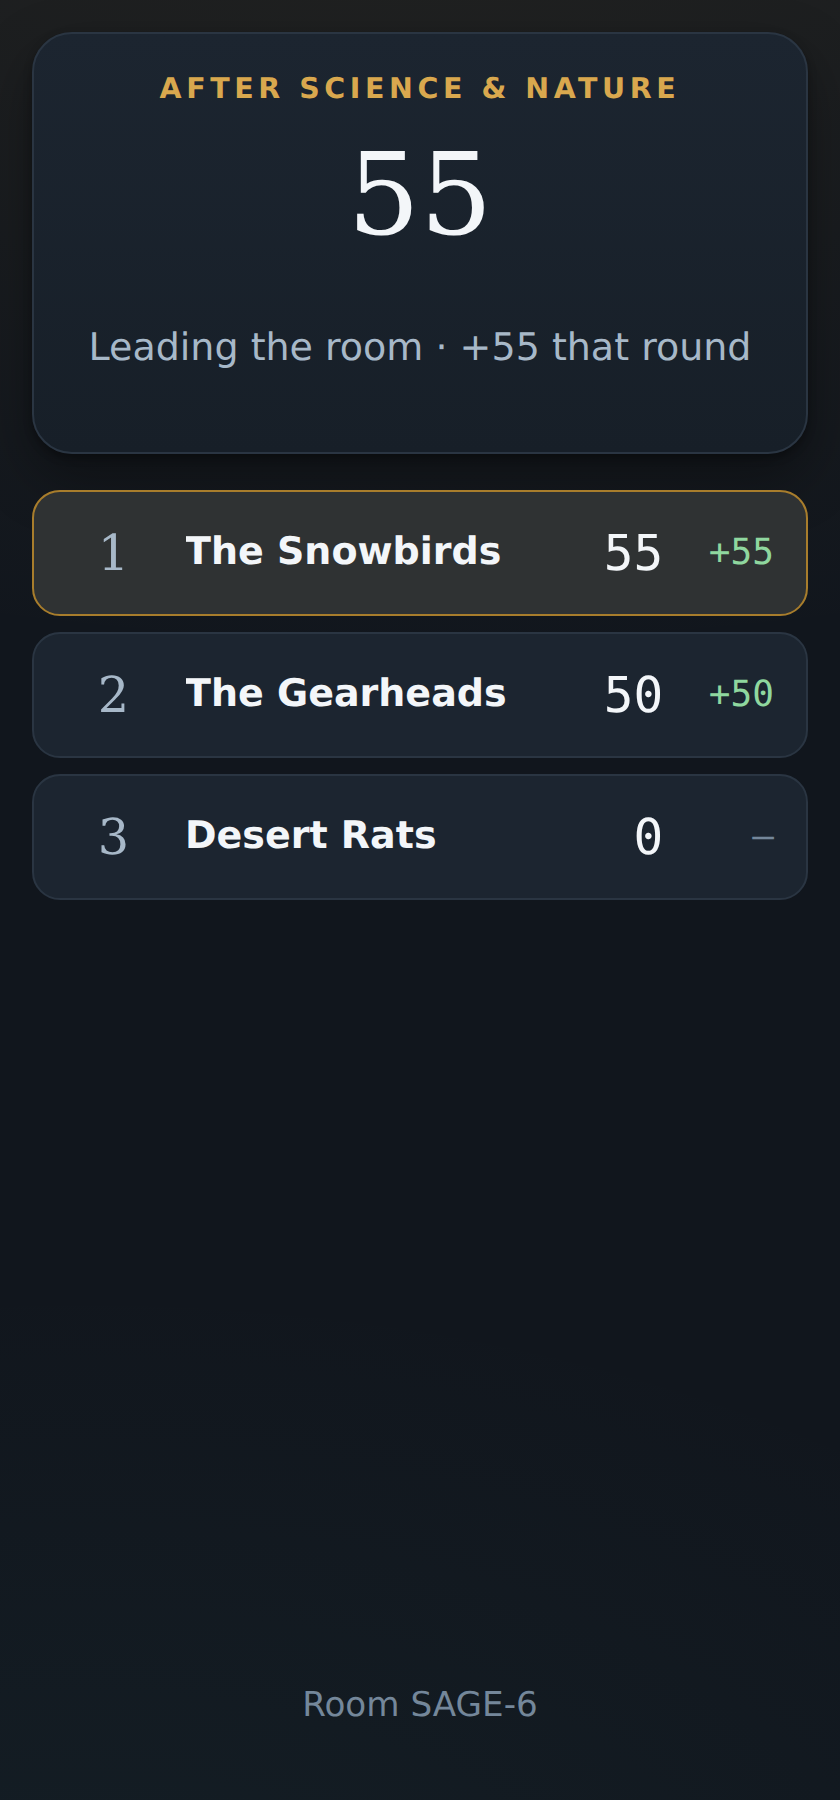 AFTER SCIENCE & NATURE
55
Leading the room · +55 that round
1 The Snowbirds 55 +55
2 The Gearheads 50 +50
3 Desert Rats 0 –
Room SAGE-6